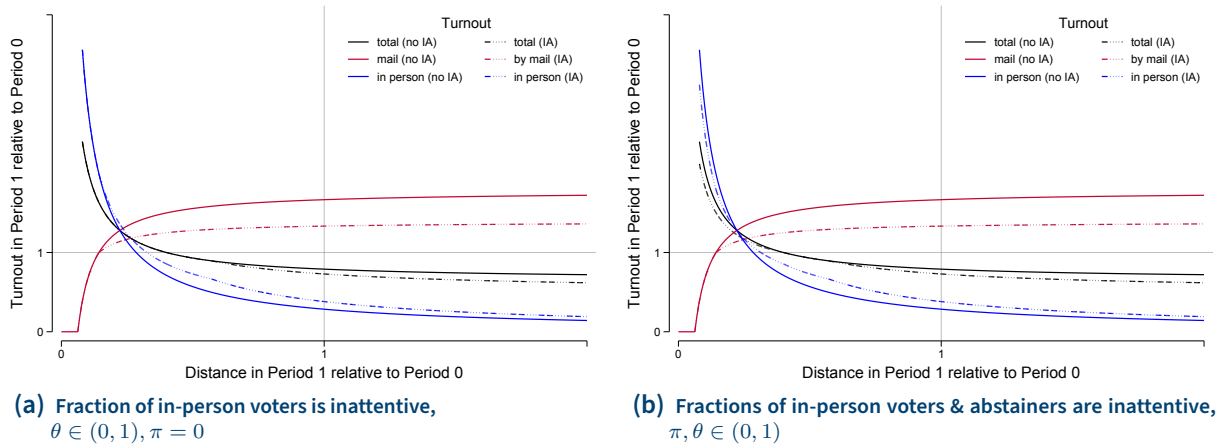 Turnout
total (no IA)
total (IA)
mail (no IA)
by mail (IA)
in person (no IA)
in person (IA)
Turnout in Period 1 relative to Period 0
1
0
0
1
Distance in Period 1 relative to Period 0
(a) Fraction of in-person voters is inattentive,
θ ∈ (0, 1), π = 0
Turnout
total (no IA)
total (IA)
mail (no IA)
by mail (IA)
in person (no IA)
in person (IA)
Turnout in Period 1 relative to Period 0
1
0
0
1
Distance in Period 1 relative to Period 0
(b) Fractions of in-person voters & abstainers are inattentive,
π, θ ∈ (0, 1)